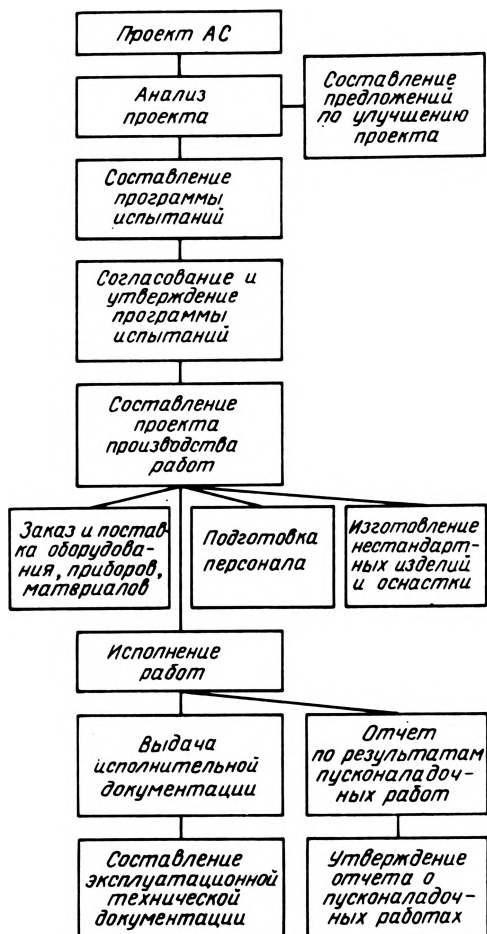 Проект АС
Анализ
проекта
Составление
предложений
по улучшению
проекта
Составление
программы
испытаний
Согласование и
утверждение
программы
испытаний
Составление
проекта
производства
работ
Заказ и постав-
ка оборудова-
ния, приборов,
материалов
Подготовка
персонала
Изготовление
нестандарт-
ных изделий
и оснастки
Исполнение
работ
Выдача
исполнительной
документации
Отчет
по результатам
пусконаладоч-
ных работ
Составление
эксплуатационной
технической
документации
Утверждение
отчета о
пусконаладоч-
ных работах